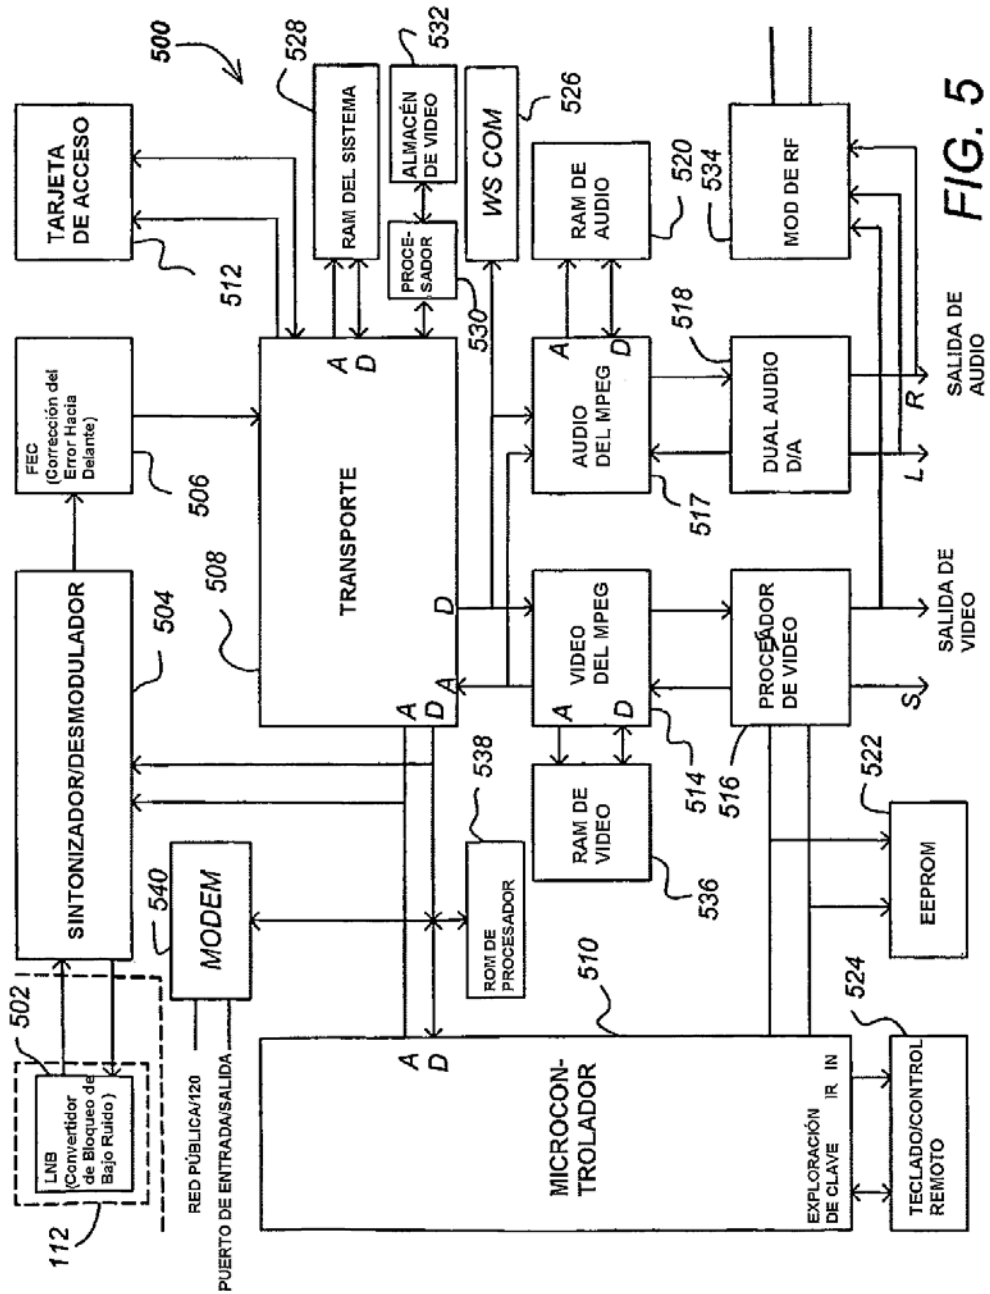 500
112
502
LNB
(Convertidor
de Bloqueo de
Bajo Ruido)
SINTONIZADOR/DESMODULADOR
504
FEC
(Corrección del
Error Hacia
Delante)
506
TARJETA
DE ACCESO
512
RED PÚBLICA/120
PUERTO DE ENTRADA/SALIDA
540
MODEM
508
TRANSPORTE
A
D
A
D
A
D
528
RAM DEL SISTEMA
532
ALMACÉN
DE VIDEO
PROCE-
SADOR
530
WS COM
526
538
ROM DE
PROCESADOR
510
MICROCON-
TROLADOR
A
D
EXPLORACIÓN
DE CLAVE
IR IN
RAM DE
VIDEO
536
VIDEO
DEL MPEG
A
D
514
AUDIO
DEL MPEG
A
D
517
RAM DE
AUDIO
520
PROCEADOR
s
DE VIDEO
516
DUAL AUDIO
D/A
518
MOD DE RF
534
TECLADO/CONTROL
REMOTO
524
EEPROM
522
S
SALIDA DE
VIDEO
L
R
SALIDA DE
AUDIO
FIG. 5